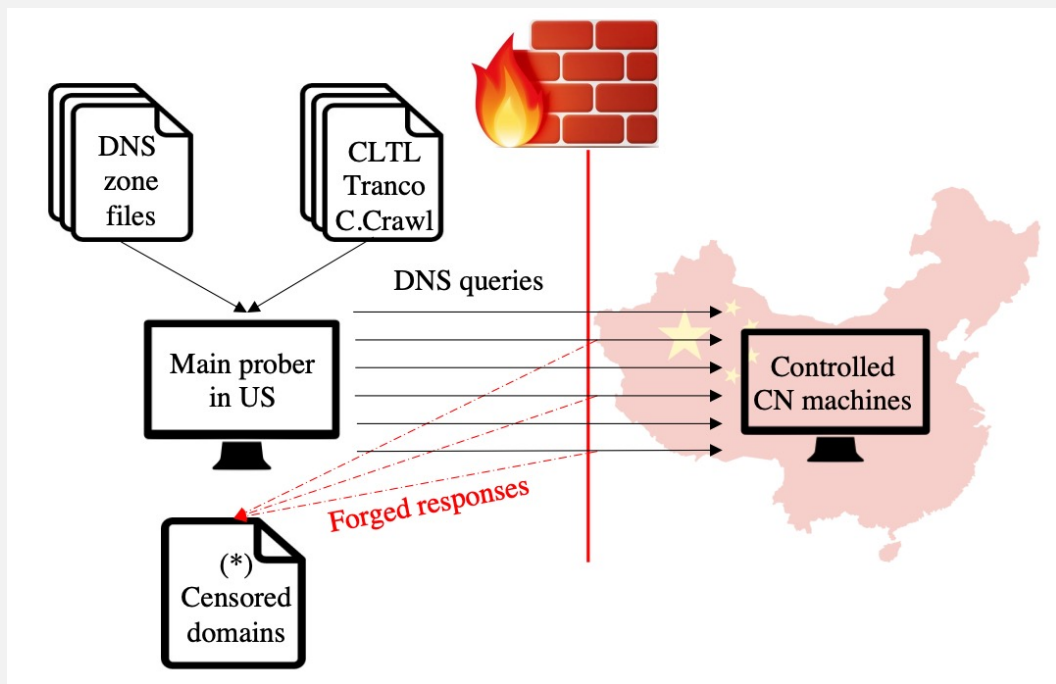 DNS
zone
files
CLTL
Tranco
C.Crawl
DNS queries
Main prober
in US
Controlled
CN machines
Forged responses
(*)
Censored
domains